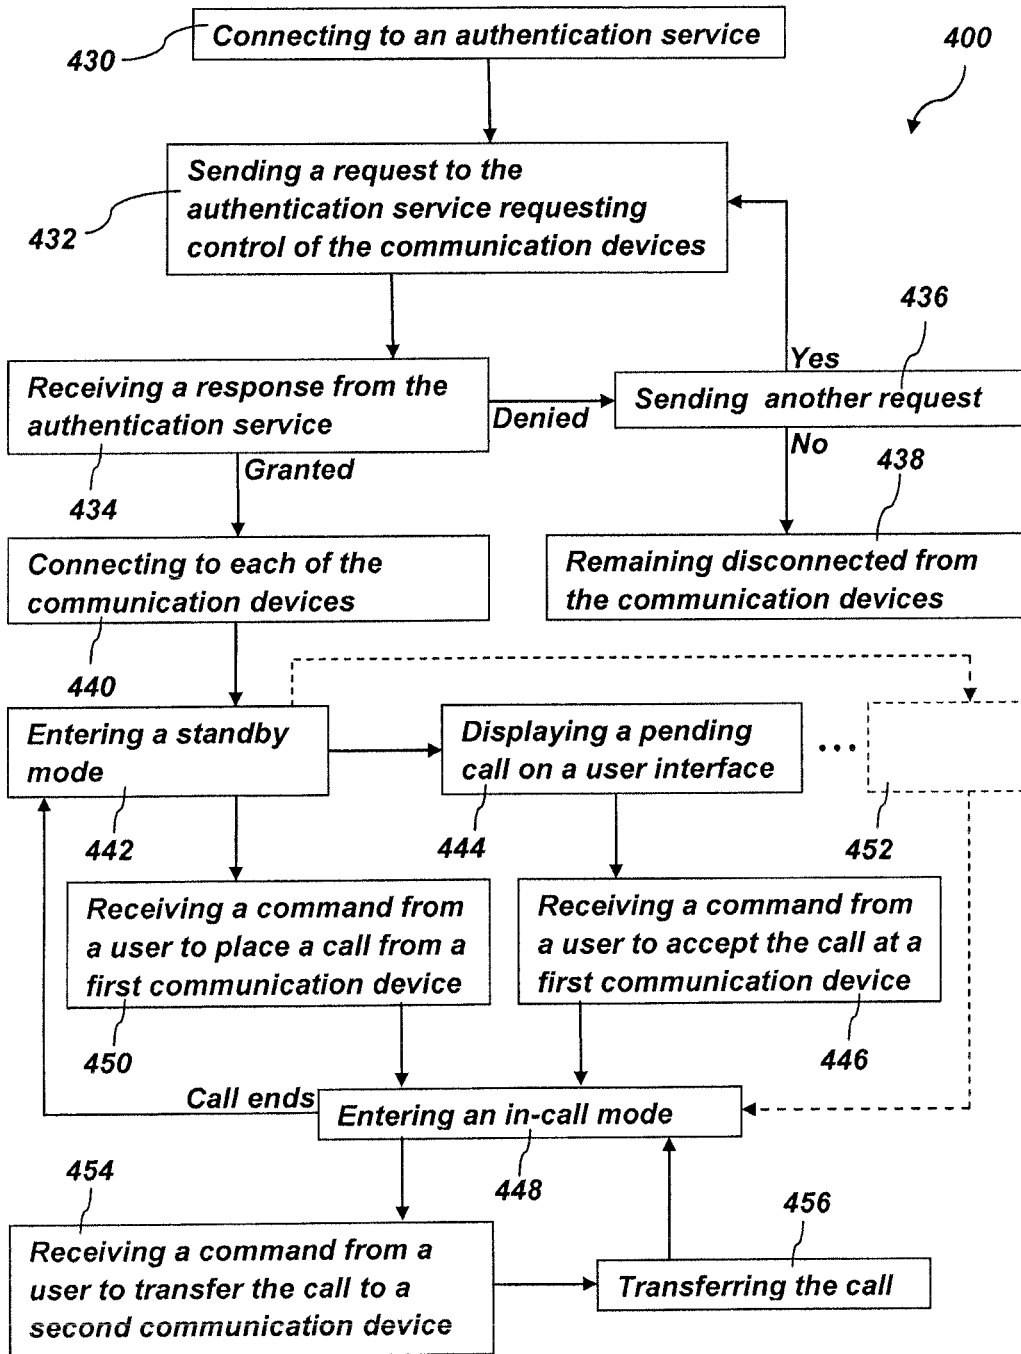 Connecting to an authentication service
430
400
Sending a request to the
authentication service requesting
control of the communication devices
432
436
Yes
Receiving a response from the
authentication service
Denied
Sending another request
No
438
Granted
434
Connecting to each of the
communication devices
Remaining disconnected from
the communication devices
440
Entering a standby
mode
Displaying a pending
call on a user interface
•••
442
444
452
Receiving a command from
a user to place a call from a
first communication device
Receiving a command from
a user to accept the call at a
first communication device
450
446
Call ends
Entering an in-call mode
454
448
456
Receiving a command from a
user to transfer the call to a
second communication device
Transferring the call